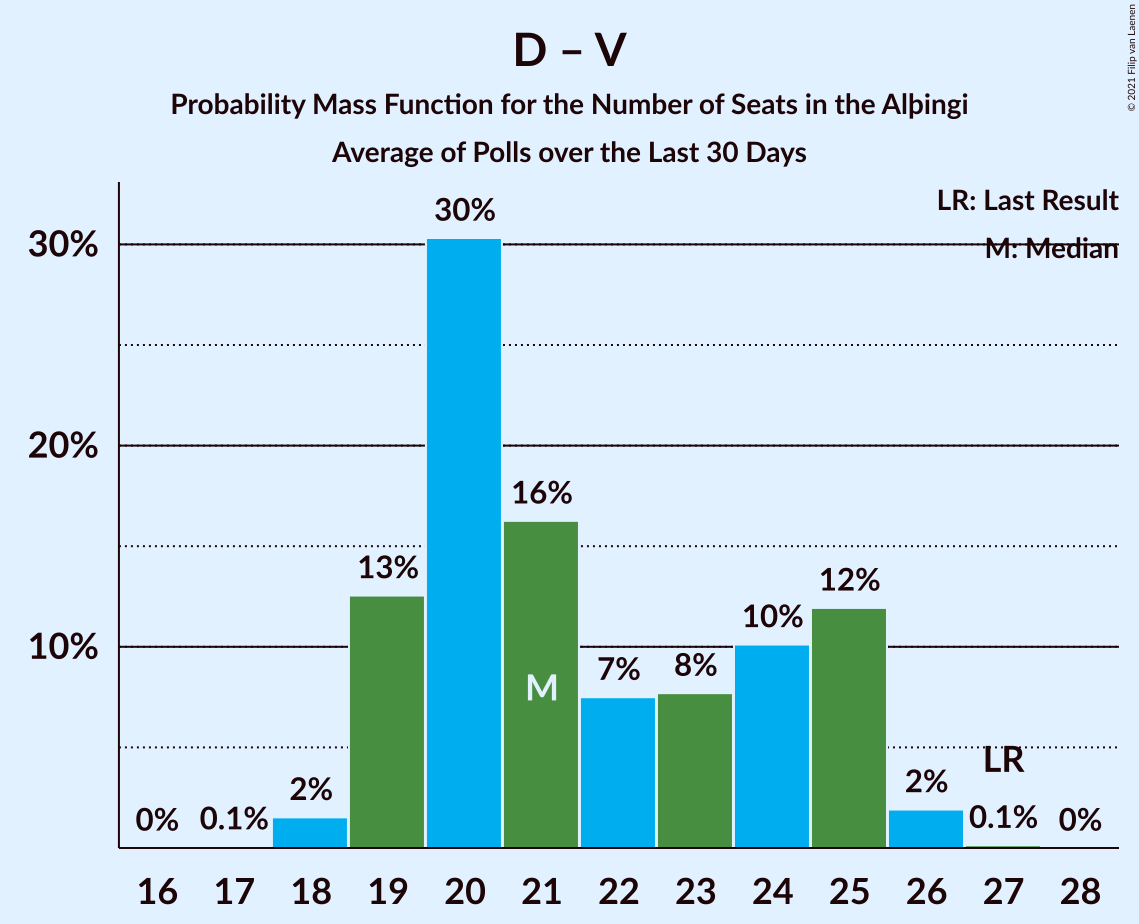 D – V
Probability Mass Function for the Number of Seats in the Alþingi
Average of Polls over the Last 30 Days
© 2021 Filip van Laenen
LR: Last Result
M: Median
30%
20%
10%
0%
0.1%
2%
13%
30%
16%
7%
8%
10%
12%
2%
0.1%
0%
M
LR
16 17 18 19 20 21 22 23 24 25 26 27 28